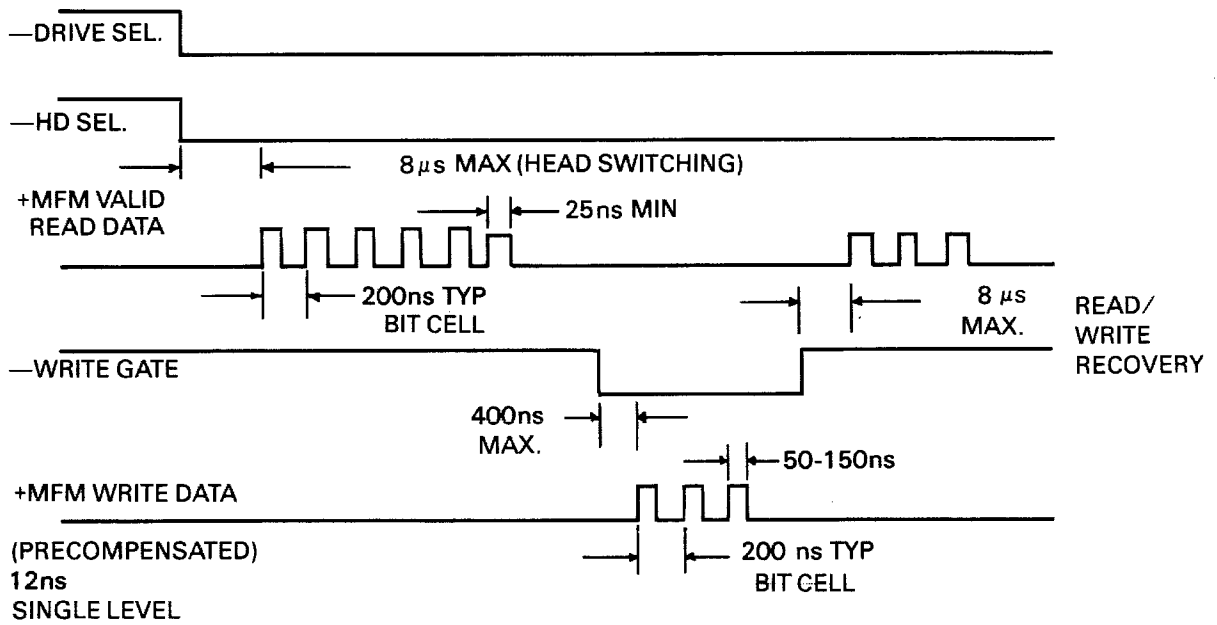 —DRIVE SEL.
—HD SEL.
8μs MAX (HEAD SWITCHING)
+MFM VALID
READ DATA
25ns MIN
200ns TYP
BIT CELL
8 μs
MAX.
READ/
WRITE
RECOVERY
—WRITE GATE
400ns
MAX.
50-150ns
+MFM WRITE DATA
(PRECOMPENSATED)
12ns
SINGLE LEVEL
200 ns TYP
BIT CELL